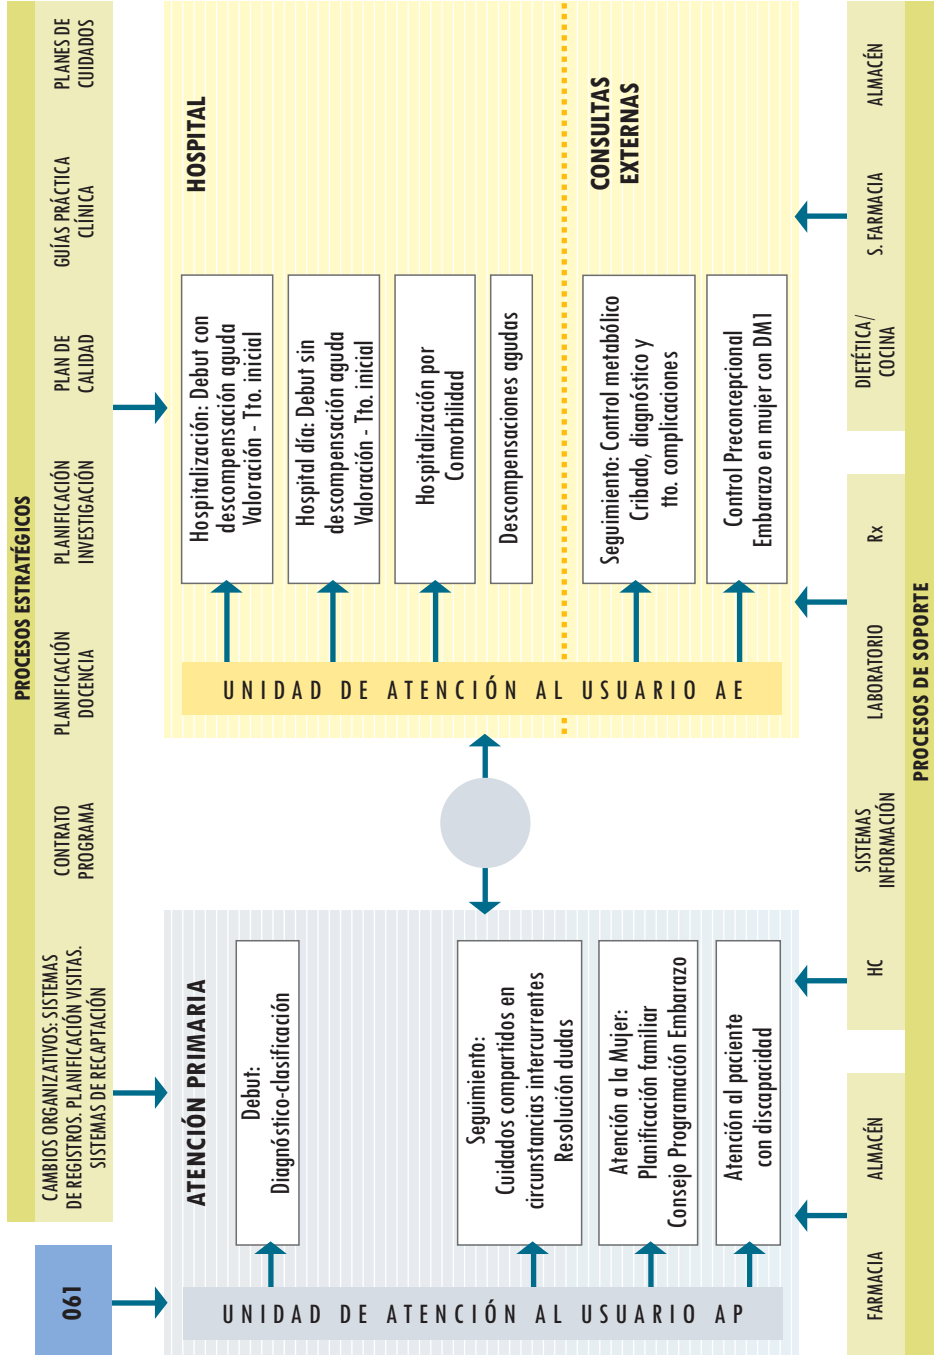 PROCESOS ESTRATÉGICOS
061
CAMBIOS ORGANIZATIVOS: SISTEMAS
DE REGISTROS. PLANIFICACIÓN VISITAS.
SISTEMAS DE RECAPTACIÓN
CONTRATO
PROGRAMA
PLANIFICACIÓN
DOCENCIA
PLANIFICACIÓN
INVESTIGACIÓN
PLAN DE
CALIDAD
GUÍAS PRÁCTICA
CLÍNICA
PLANES DE
CUIDADOS
ATENCIÓN PRIMARIA
UNIDAD DE ATENCIÓN AL USUARIO AP
Debut:
Diagnóstico-clasificación
Seguimiento:
Cuidados compartidos en
circunstancias intercurrentes
Resolución dudas
Atención a la Mujer:
Planificación familiar
Consejo Programación Embarazo
Atención al paciente
con discapacidad
HOSPITAL
UNIDAD DE ATENCIÓN AL USUARIO AE
Hospitalización: Debut con
descompensación aguda
Valoración - Tto. inicial
Hospital día: Debut sin
descompensación aguda
Valoración - Tto. inicial
Hospitalización por
Comorbilidad
Descompensaciones agudas
CONSULTAS
EXTERNAS
Seguimiento: Control metabólico
Cribado, diagnóstico y
tto. complicaciones
Control Preconcepcional
Embarazo en mujer con DM1
FARMACIA
ALMACÉN
HC
SISTEMAS
INFORMACIÓN
LABORATORIO
Rx
DIETÉTICA/
COCINA
S. FARMACIA
ALMACÉN
PROCESOS DE SOPORTE